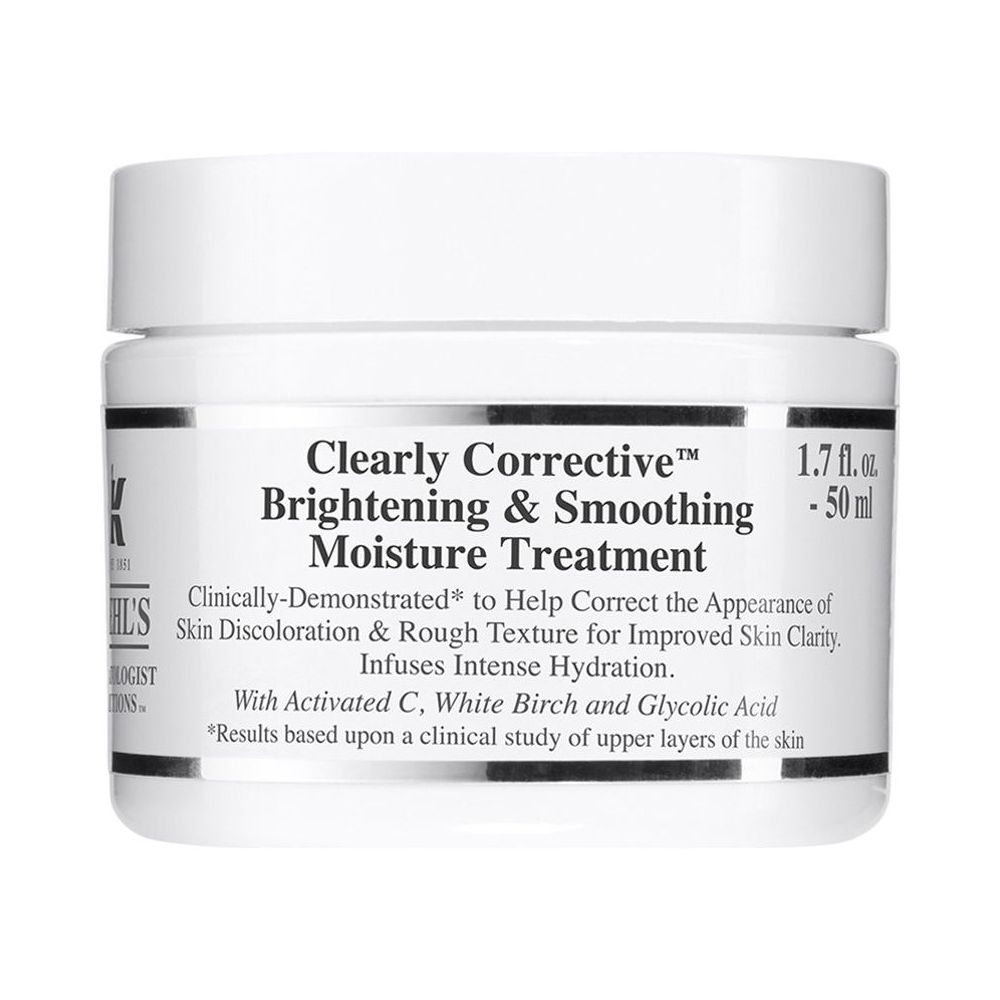 Clearly Corrective™
Brightening & Smoothing
Moisture Treatment
1.7 fl. oz.
- 50 ml
Clinically-Demonstrated* to Help Correct the Appearance of
Skin Discoloration & Rough Texture for Improved Skin Clarity.
Infuses Intense Hydration.
With Activated C, White Birch and Glycolic Acid
*Results based upon a clinical study of upper layers of the skin
K
1851